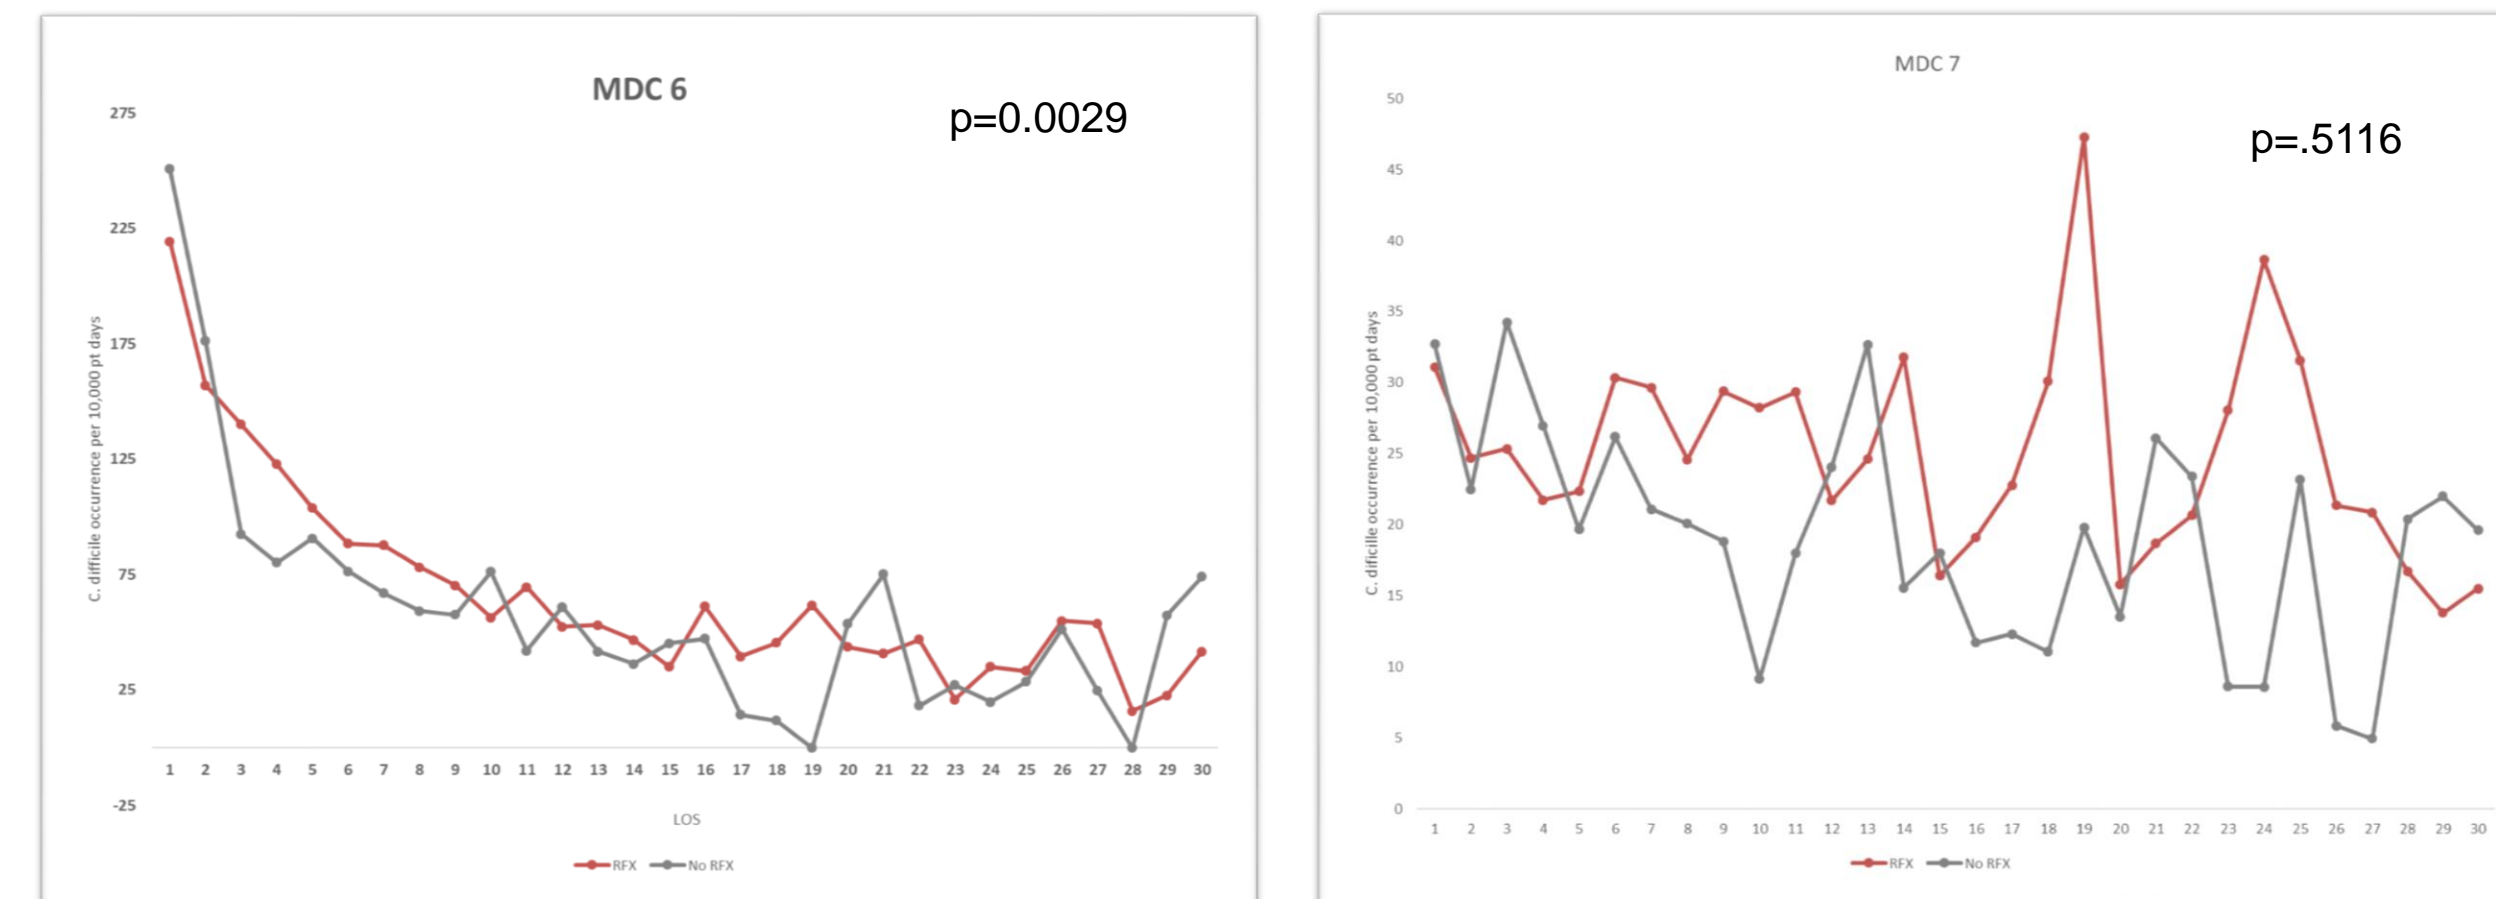 MDC 6
p=0.0029
275
225
175
125
75
25
-25
C. difficile occurrence per 10,000 pt days
1 2 3 4 5 6 7 8 9 10 11 12 13 14 15 16 17 18 19 20 21 22 23 24 25 26 27 28 29 30
LOS
RFX No RFX
MDC 7
p=.5116
50
45
40
35
30
25
20
15
10
5
0
C. dificille occurrence per 10,000 pt days
1 2 3 4 5 6 7 8 9 10 11 12 13 14 15 16 17 18 19 20 21 22 23 24 25 26 27 28 29 30
RFX No RFX